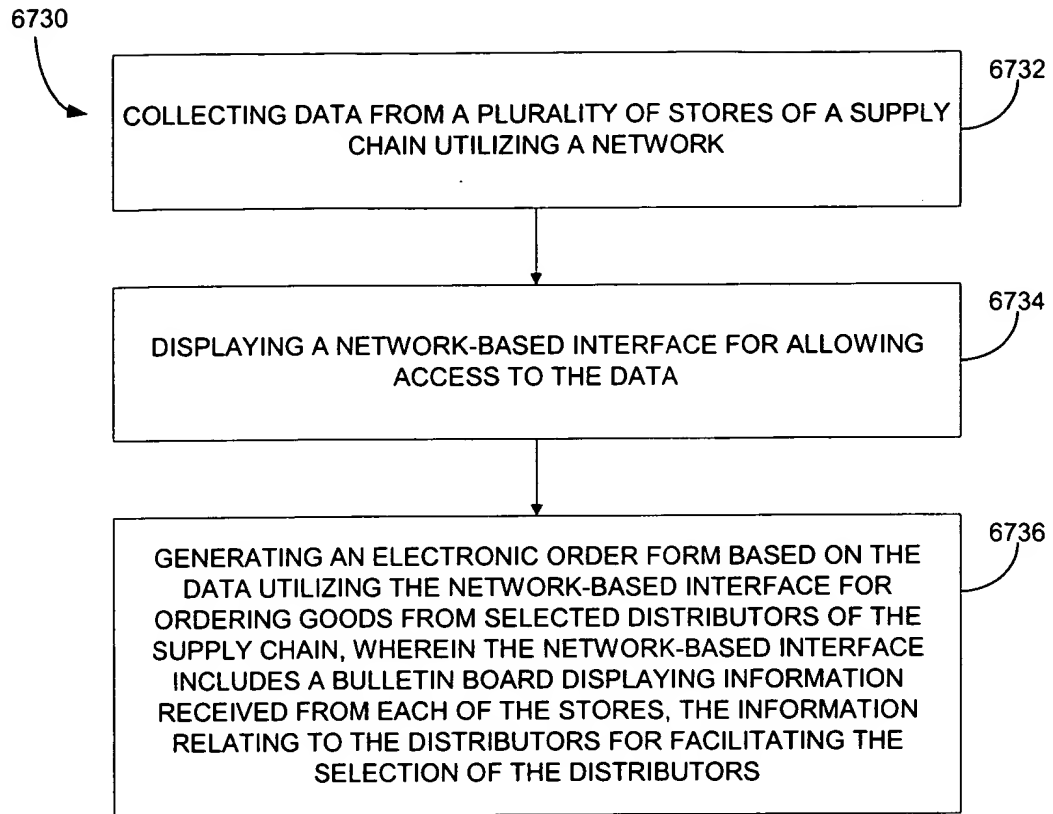 6730
6732
COLLECTING DATA FROM A PLURALITY OF STORES OF A SUPPLY
CHAIN UTILIZING A NETWORK
6734
DISPLAYING A NETWORK-BASED INTERFACE FOR ALLOWING
ACCESS TO THE DATA
6736
GENERATING AN ELECTRONIC ORDER FORM BASED ON THE
DATA UTILIZING THE NETWORK-BASED INTERFACE FOR
ORDERING GOODS FROM SELECTED DISTRIBUTORS OF THE
SUPPLY CHAIN, WHEREIN THE NETWORK-BASED INTERFACE
INCLUDES A BULLETIN BOARD DISPLAYING INFORMATION
RECEIVED FROM EACH OF THE STORES, THE INFORMATION
RELATING TO THE DISTRIBUTORS FOR FACILITATING THE
SELECTION OF THE DISTRIBUTORS